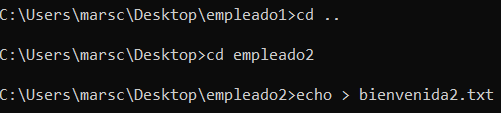 C:\Users\marsc\Desktop\empleado1>cd ..
C:\Users\marsc\Desktop>cd empleado2
C:\Users\marsc\Desktop\empleado2>echo > bienvenida2.txt